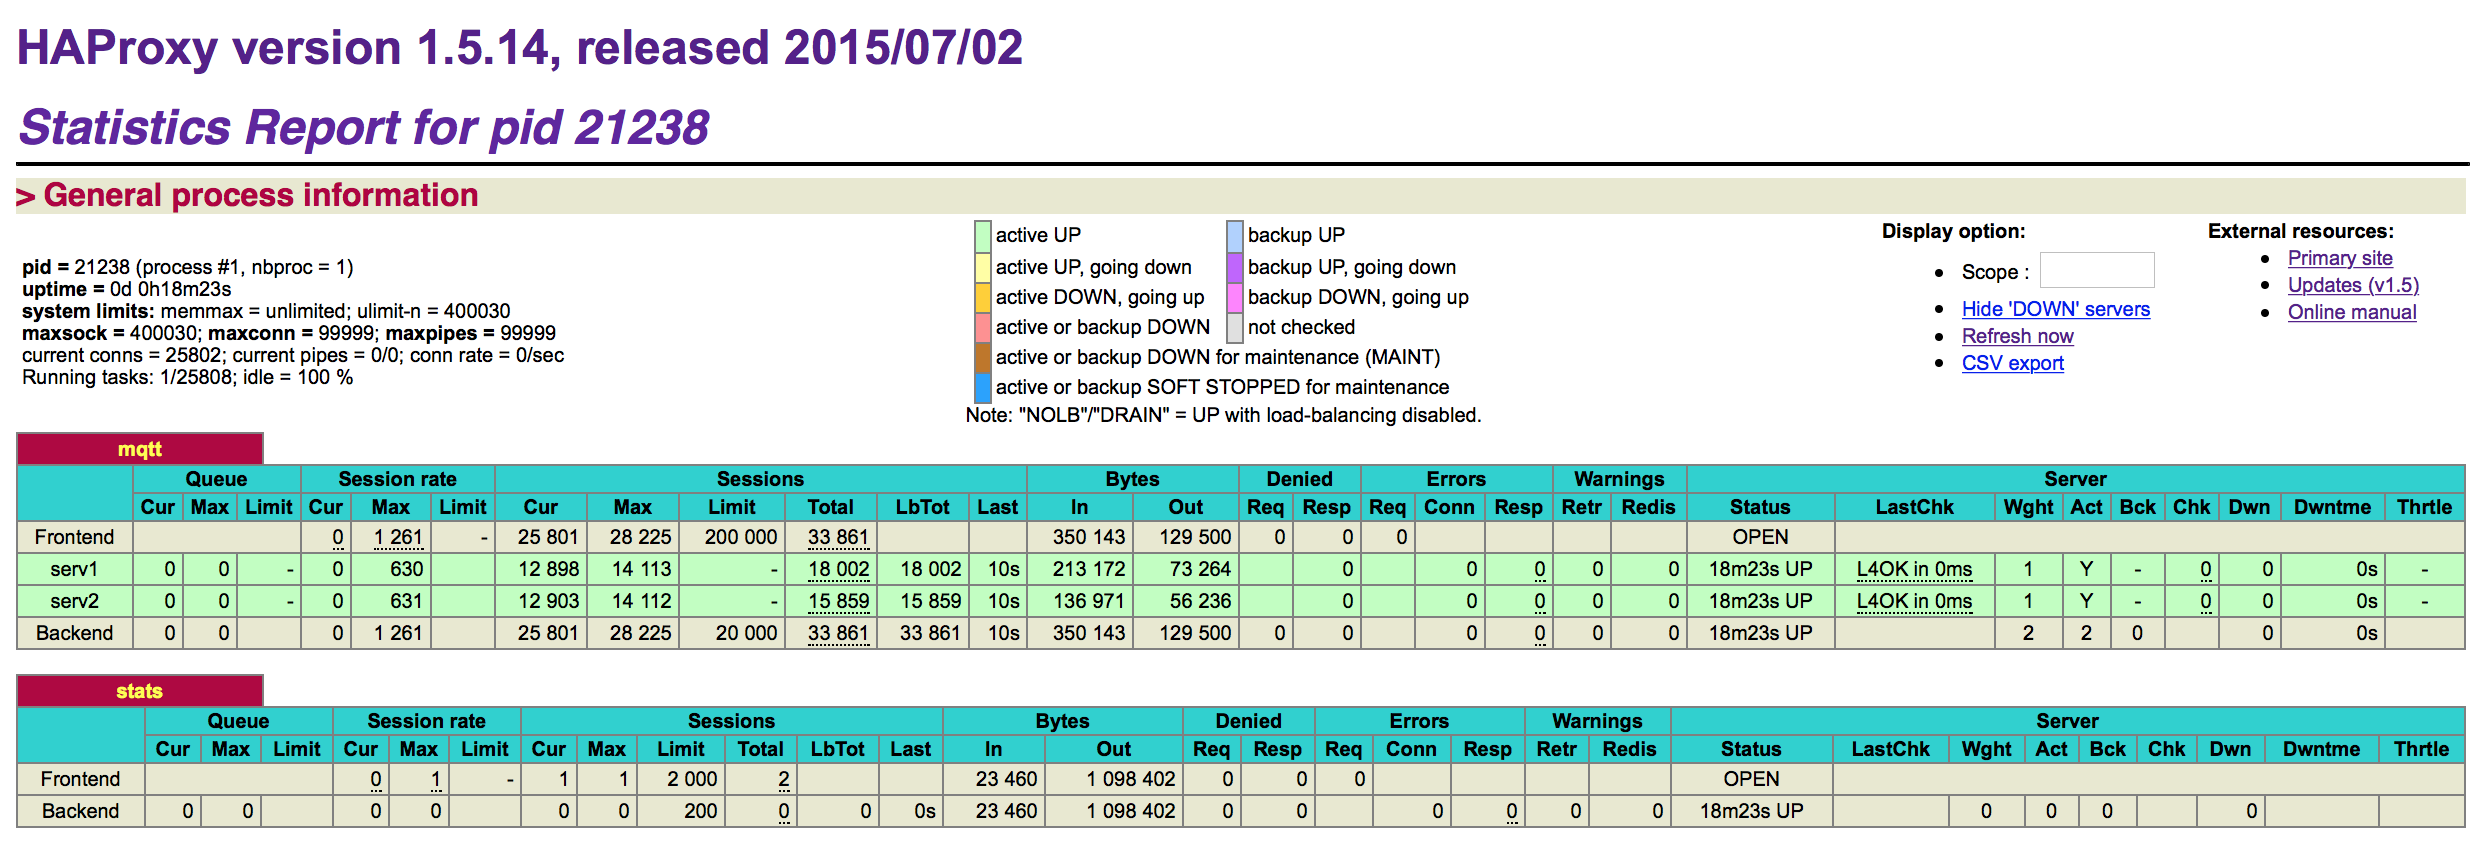 HAProxy version 1.5.14, released 2015/07/02
Statistics Report for pid 21238
> General process information
pid = 21238 (process #1, nbproc = 1)
uptime = 0d 0h18m23s
system limits: memmax = unlimited; ulimit-n = 400030
maxsock = 400030; maxconn = 99999; maxpipes = 99999
current conns = 25802; current pipes = 0/0; conn rate = 0/sec
Running tasks: 1/25808; idle = 100 %
active UP backup UP
active UP, going down backup UP, going down
active DOWN, going up backup DOWN, going up
active or backup DOWN not checked
active or backup DOWN for maintenance (MAINT)
active or backup SOFT STOPPED for maintenance
Note: "NOLB"/"DRAIN" = UP with load-balancing disabled.
Display option:
• Scope :
• Hide 'DOWN' servers
• Refresh now
• CSV export
External resources:
• Primary site
• Updates (v1.5)
• Online manual
mqtt
Queue Session rate Sessions Bytes Denied Errors Warnings Server
Cur Max Limit Cur Max Limit Cur Max Limit Total LbTot Last In Out Req Resp Req Conn Resp Retr Redis Status LastChk Wght Act Bck Chk Dwn Dwntme Thrtle
Frontend 0 1 261 - 25 801 28 225 200 000 33 861 350 143 129 500 0 0 0 OPEN
serv1 0 0 - 0 630 12 898 14 113 - 18 002 18 002 10s 213 172 73 264 0 0 0 0 0 18m23s UP L4OK in 0ms 1 Y - 0 0 0s -
serv2 0 0 - 0 631 12 903 14 112 - 15 859 15 859 10s 136 971 56 236 0 0 0 0 0 18m23s UP L4OK in 0ms 1 Y - 0 0 0s -
Backend 0 0 0 1 261 25 801 28 225 20 000 33 861 33 861 10s 350 143 129 500 0 0 0 0 0 0 18m23s UP 2 2 0 0 0s
stats
Queue Session rate Sessions Bytes Denied Errors Warnings Server
Cur Max Limit Cur Max Limit Cur Max Limit Total LbTot Last In Out Req Resp Req Conn Resp Retr Redis Status LastChk Wght Act Bck Chk Dwn Dwntme Thrtle
Frontend 0 1 - 1 1 2 000 2 23 460 1 098 402 0 0 0 OPEN
Backend 0 0 0 0 0 0 200 0 0 0s 23 460 1 098 402 0 0 0 0 0 0 18m23s UP 0 0 0 0